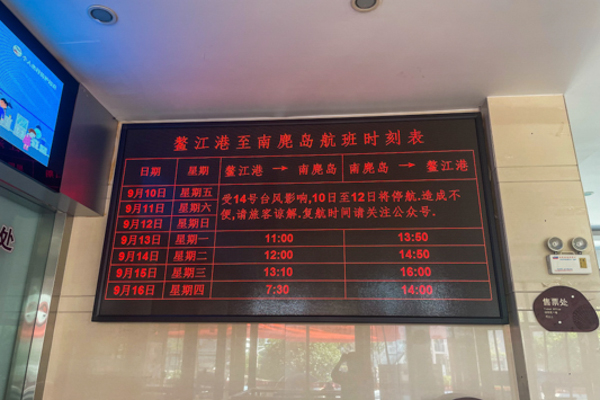 鳌江港至南麂岛航班时刻表
日期 星期 鳌江港 → 南麂岛 南麂岛 → 鳌江港
9月10日 星期五
9月11日 星期六
9月12日 星期日
受14号台风影响,10日至12日将停航.造成不
便,请旅客谅解.复航时间请关注公众号.
9月13日 星期一 11:00 13:50
9月14日 星期二 12:00 14:50
9月15日 星期三 13:10 16:00
9月16日 星期四 7:30 14:00
处
售票处